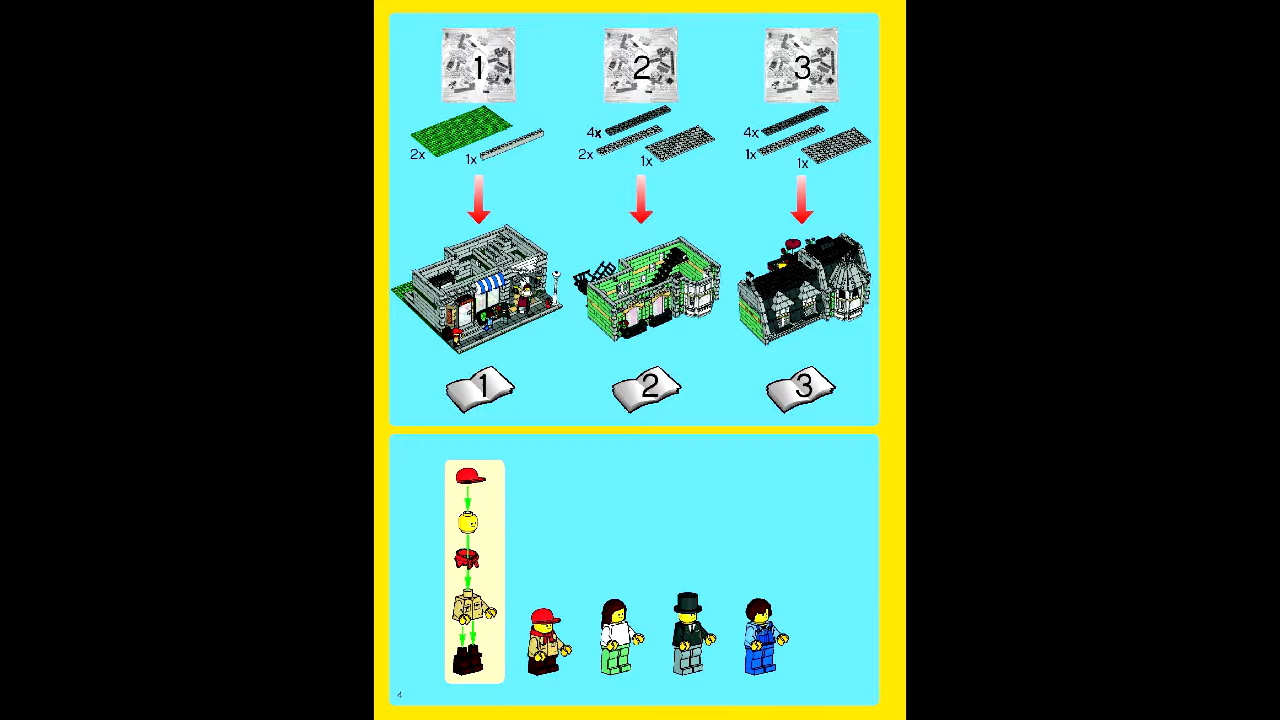 1 2 3
4x 4x
2x 1x 2x 1x 1x 1x
1 2 3
4